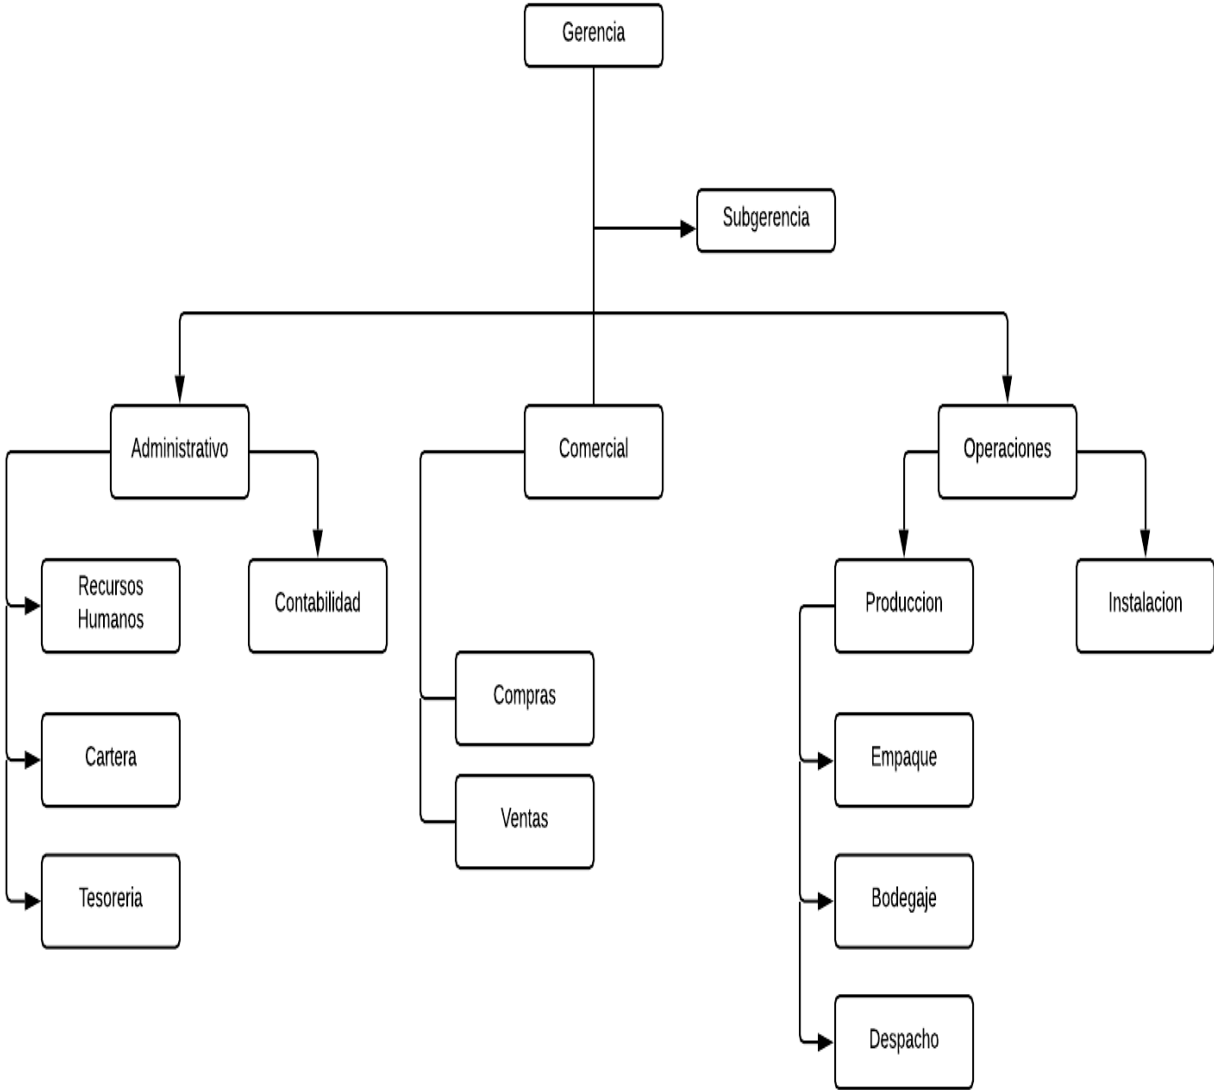 Gerencia
Subgerencia
Administrativo
Comercial
Operaciones
Recursos
Humanos
Contabilidad
Produccion
Instalacion
Compras
Cartera
Empaque
Ventas
Tesoreria
Bodegaje
Despacho